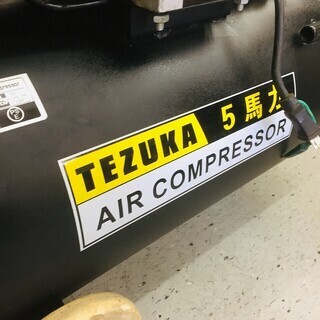 TEZUKA 5馬力
AIR COMPRESSOR